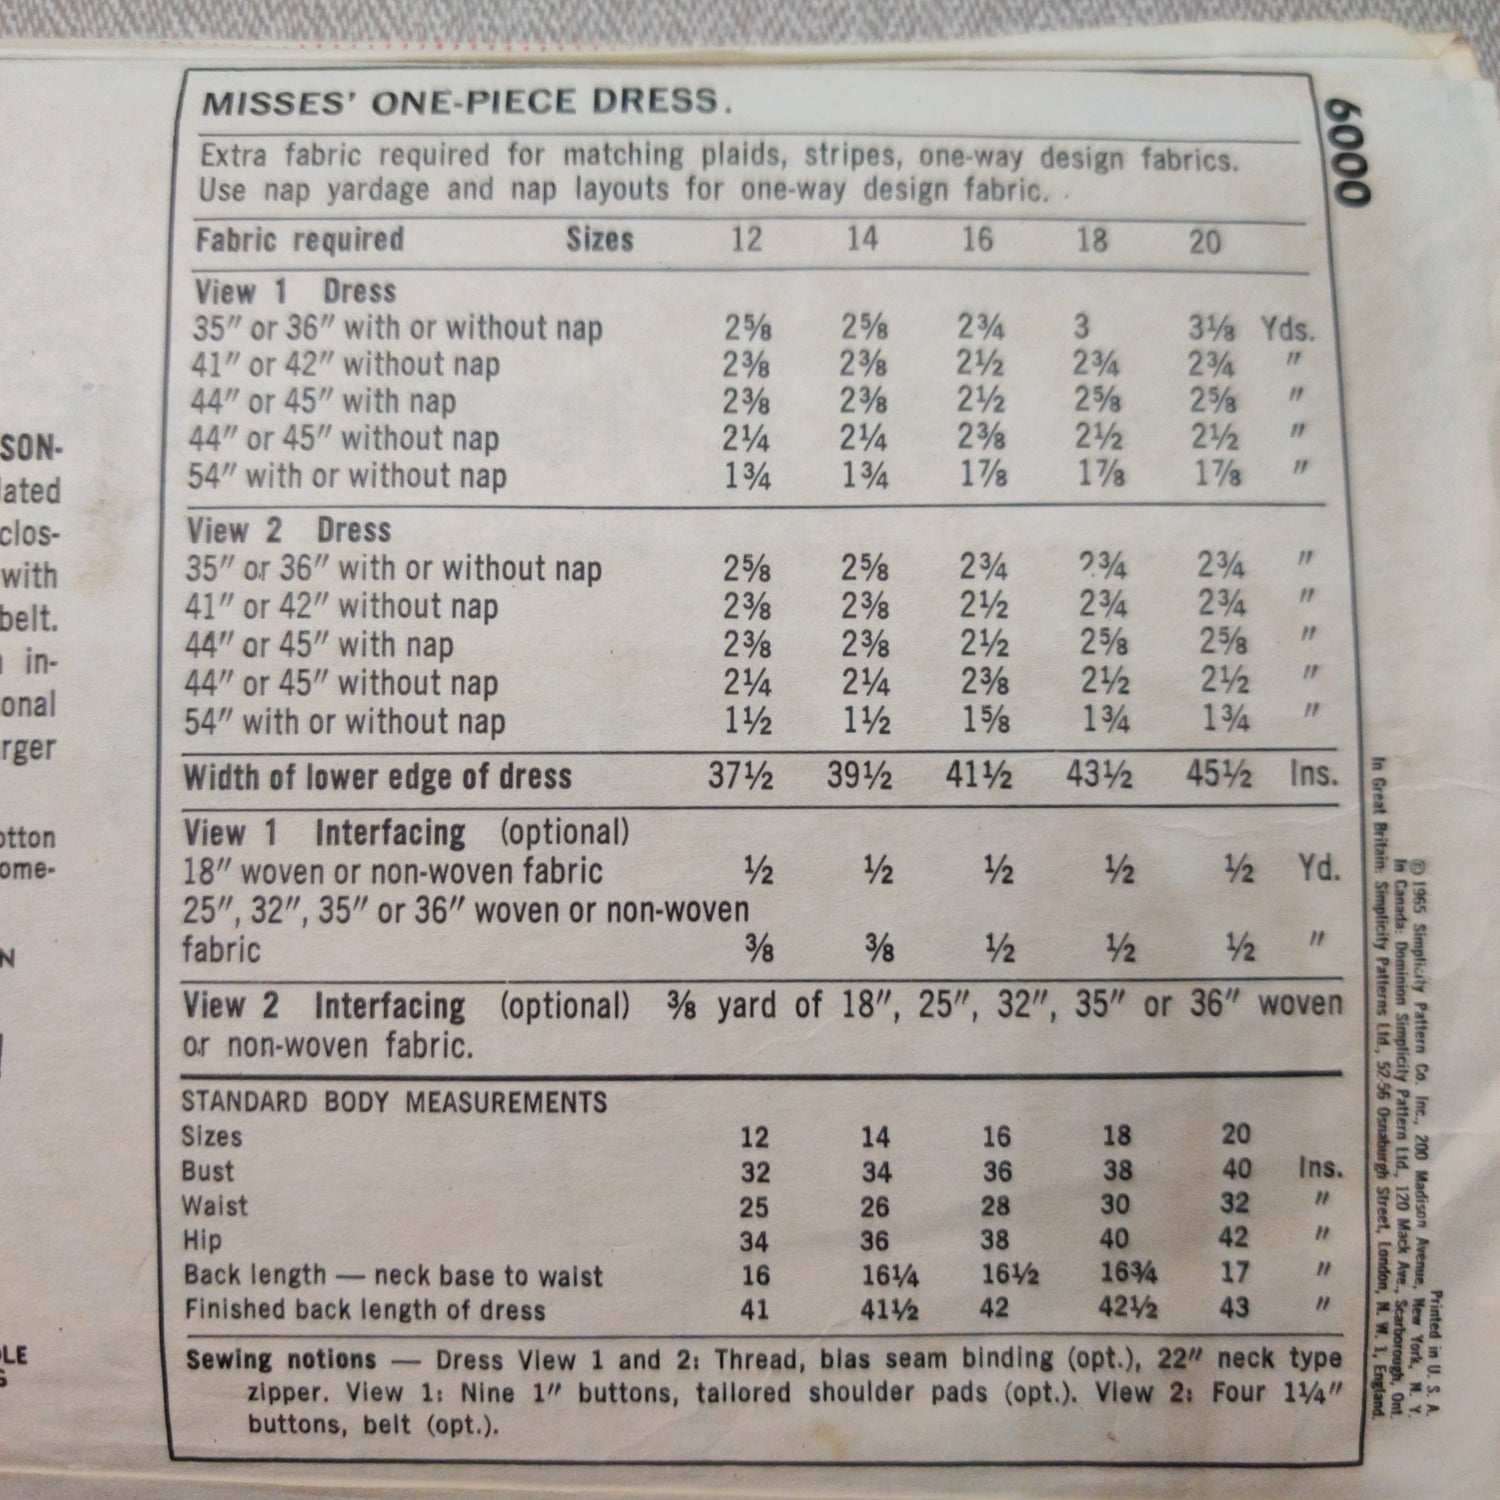 MISSES' ONE-PIECE DRESS.
6000
Extra fabric required for matching plaids, stripes, one-way design fabrics.
Use nap yardage and nap layouts for one-way design fabric.
Fabric required Sizes 12 14 16 18 20
View 1 Dress
35" or 36" with or without nap 2⅝ 2⅝ 2¾ 3 3⅛ Yds.
41" or 42" without nap 2⅜ 2⅜ 2½ 2¾ 2¾ "
44" or 45" with nap 2⅜ 2⅜ 2½ 2⅝ 2⅝ "
44" or 45" without nap 2¼ 2¼ 2⅜ 2½ 2½ "
54" with or without nap 1¾ 1¾ 1⅞ 1⅞ 1⅞ "
View 2 Dress
35" or 36" with or without nap 2⅝ 2⅝ 2¾ 2¾ 2¾ "
41" or 42" without nap 2⅜ 2⅜ 2½ 2¾ 2¾ "
44" or 45" with nap 2⅜ 2⅜ 2½ 2⅝ 2⅝ "
44" or 45" without nap 2¼ 2¼ 2⅜ 2½ 2½ "
54" with or without nap 1½ 1½ 1⅝ 1¾ 1¾ "
Width of lower edge of dress 37½ 39½ 41½ 43½ 45½ Ins.
View 1 Interfacing (optional)
18" woven or non-woven fabric ½ ½ ½ ½ ½ Yd.
25", 32", 35" or 36" woven or non-woven
fabric ⅜ ⅜ ½ ½ ½ "
View 2 Interfacing (optional) ⅜ yard of 18", 25", 32", 35" or 36" woven
or non-woven fabric.
STANDARD BODY MEASUREMENTS
Sizes 12 14 16 18 20
Bust 32 34 36 38 40 Ins.
Waist 25 26 28 30 32 "
Hip 34 36 38 40 42 "
Back length — neck base to waist 16 16¼ 16½ 16¾ 17 "
Finished back length of dress 41 41½ 42 42½ 43 "
Sewing notions — Dress View 1 and 2: Thread, bias seam binding (opt.), 22" neck type
zipper. View 1: Nine 1" buttons, tailored shoulder pads (opt.). View 2: Four 1¼"
buttons, belt (opt.).
Printed in U. S. A.
© 1965 Simplicity Pattern Co. Inc., 200 Madison Avenue, New York, N. Y.
In Canada: Dominion Simplicity Pattern Ltd., 120 Mack Ave., Scarborough, Ont.
In Great Britain: Simplicity Patterns Ltd., 52-56 Osnaburgh Street, London, N. W. 1, England.
SON-
lated
clos-
with
belt.
in-
onal
rger
otton
ome-
N
LE
S